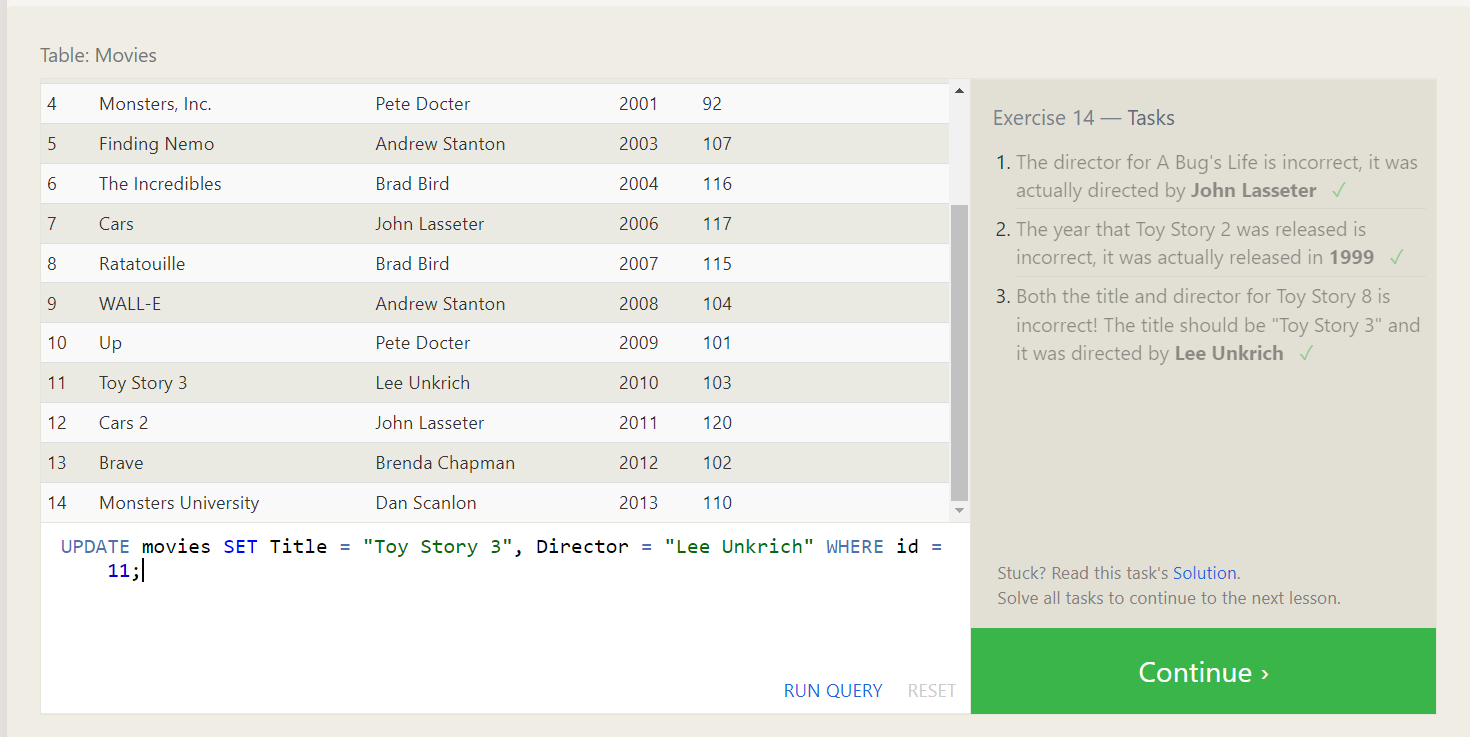 Table: Movies
4 Monsters, Inc. Pete Docter 2001 92
5 Finding Nemo Andrew Stanton 2003 107
6 The Incredibles Brad Bird 2004 116
7 Cars John Lasseter 2006 117
8 Ratatouille Brad Bird 2007 115
9 WALL-E Andrew Stanton 2008 104
10 Up Pete Docter 2009 101
11 Toy Story 3 Lee Unkrich 2010 103
12 Cars 2 John Lasseter 2011 120
13 Brave Brenda Chapman 2012 102
14 Monsters University Dan Scanlon 2013 110
UPDATE movies SET Title = "Toy Story 3", Director = "Lee Unkrich" WHERE id =
11;
RUN QUERY RESET
Exercise 14 — Tasks
1. The director for A Bug's Life is incorrect, it was
actually directed by John Lasseter ✓
2. The year that Toy Story 2 was released is
incorrect, it was actually released in 1999 ✓
3. Both the title and director for Toy Story 8 is
incorrect! The title should be "Toy Story 3" and
it was directed by Lee Unkrich ✓
Stuck? Read this task's Solution.
Solve all tasks to continue to the next lesson.
Continue ›